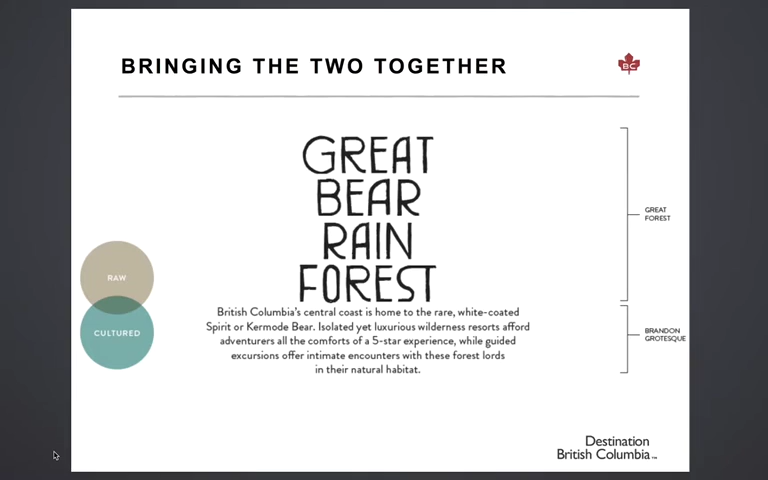 BRINGING THE TWO TOGETHER
BC
GREAT
BEAR
RAIN
FOREST
GREAT
FOREST
RAW
CULTURED
British Columbia's central coast is home to the rare, white-coated
Spirit or Kermode Bear. Isolated yet luxurious wilderness resorts afford
adventurers all the comforts of a 5-star experience, while guided
excursions offer intimate encounters with these forest lords
in their natural habitat.
BRANDON
GROTESQUE
Destination
British Columbia™